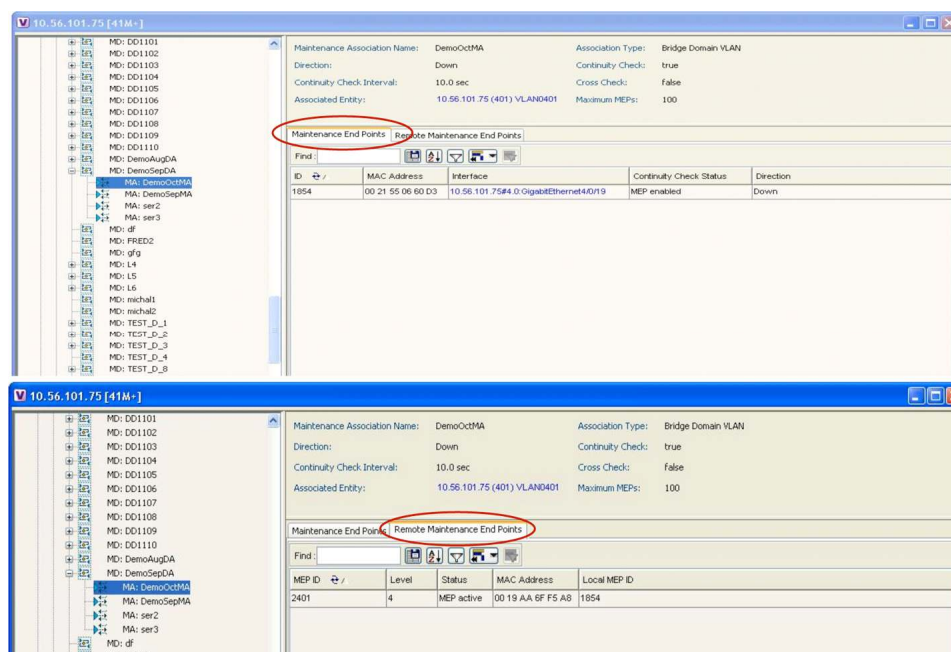 10.56.101.75 [41M+]
MD: DD1101
MD: DD1102
MD: DD1103
MD: DD1104
MD: DD1105
MD: DD1106
MD: DD1107
MD: DD1108
MD: DD1109
MD: DD1110
MD: DemoAugDA
MD: DemoSepDA
MA: DemoOctMA
MA: DemoSepMA
MA: ser2
MA: ser3
MD: df
MD: FRED2
MD: gfg
MD: L4
MD: L5
MD: L6
MD: michal1
MD: michal2
MD: TEST_D_1
MD: TEST_D_2
MD: TEST_D_3
MD: TEST_D_4
MD: TEST_D_8
Maintenance Association Name: DemoOctMA Association Type: Bridge Domain VLAN
Direction: Down Continuity Check: true
Continuity Check Interval: 10.0 sec Cross Check: false
Associated Entity: 10.56.101.75 (401) VLAN0401 Maximum MEPs: 100
Maintenance End Points Remote Maintenance End Points
Find :
ID MAC Address Interface Continuity Check Status Direction
1854 00 21 55 06 60 D3 10.56.101.75#4.0:GigabitEthernet4/0/19 MEP enabled Down
10.56.101.75 [41M+]
MD: DD1101
MD: DD1102
MD: DD1103
MD: DD1104
MD: DD1105
MD: DD1106
MD: DD1107
MD: DD1108
MD: DD1109
MD: DD1110
MD: DemoAugDA
MD: DemoSepDA
MA: DemoOctMA
MA: DemoSepMA
MA: ser2
MA: ser3
MD: df
Maintenance Association Name: DemoOctMA Association Type: Bridge Domain VLAN
Direction: Down Continuity Check: true
Continuity Check Interval: 10.0 sec Cross Check: false
Associated Entity: 10.56.101.75 (401) VLAN0401 Maximum MEPs: 100
Maintenance End Points Remote Maintenance End Points
Find :
MEP ID Level Status MAC Address Local MEP ID
2401 4 MEP active 00 19 AA 6F F5 A8 1854